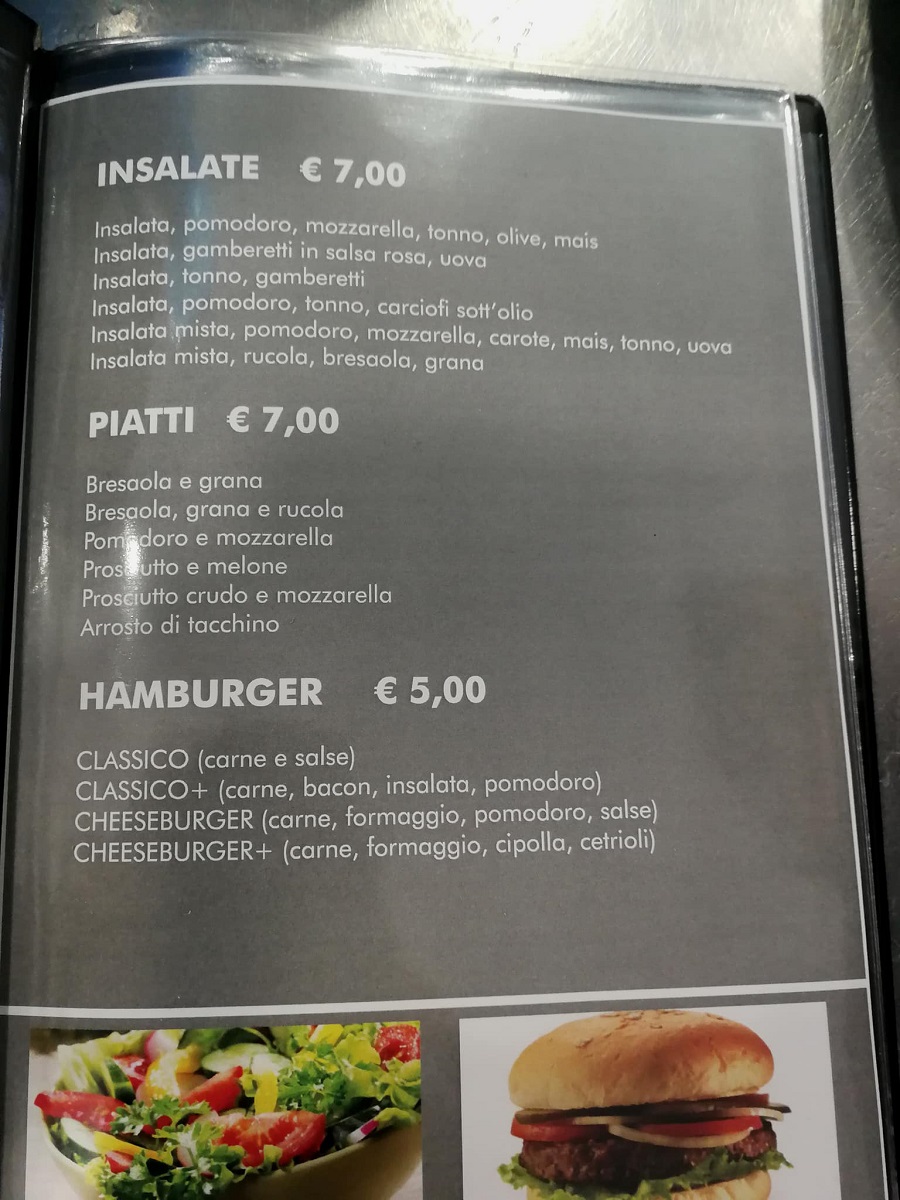 INSALATE € 7,00
Insalata, pomodoro, mozzarella, tonno, olive, mais
Insalata, gamberetti in salsa rosa, uova
Insalata, tonno, gamberetti
Insalata, pomodoro, tonno, carciofi sott'olio
Insalata mista, pomodoro, mozzarella, carote, mais, tonno, uova
Insalata mista, rucola, bresaola, grana
PIATTI € 7,00
Bresaola e grana
Bresaola, grana e rucola
Pomodoro e mozzarella
Prosciutto e melone
Prosciutto crudo e mozzarella
Arrosto di tacchino
HAMBURGER € 5,00
CLASSICO (carne e salse)
CLASSICO+ (carne, bacon, insalata, pomodoro)
CHEESEBURGER (carne, formaggio, pomodoro, salse)
CHEESEBURGER+ (carne, formaggio, cipolla, cetrioli)